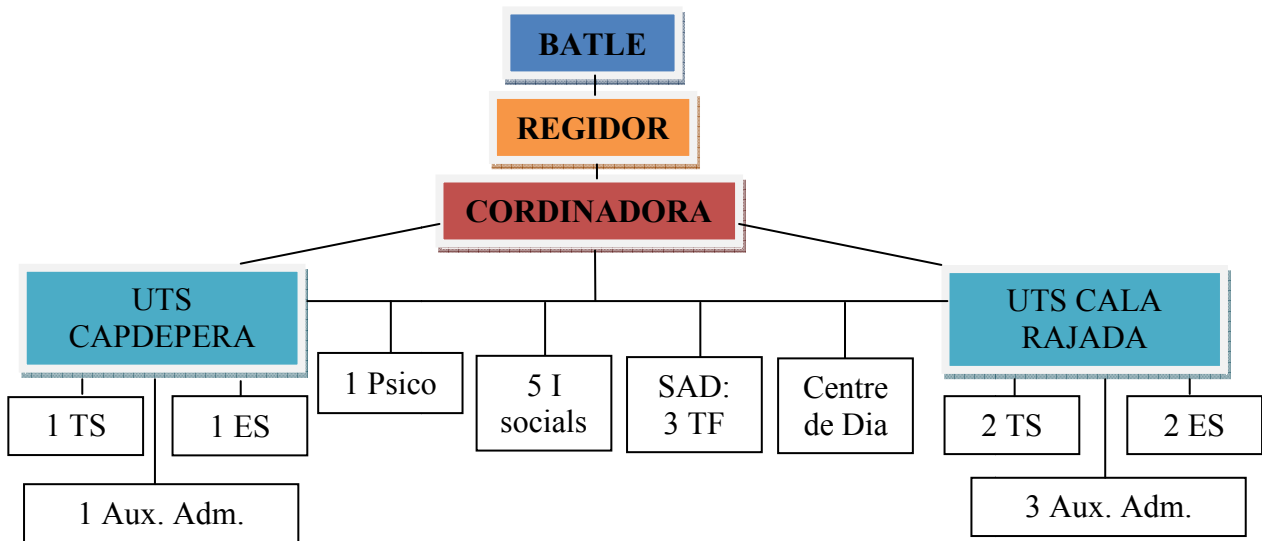 BATLE
REGIDOR
CORDINADORA
UTS
CAPDEPERA
UTS CALA
RAJADA
1 Psico
5 I
socials
SAD:
3 TF
Centre
de Dia
1 TS
1 ES
2 TS
2 ES
1 Aux. Adm.
3 Aux. Adm.